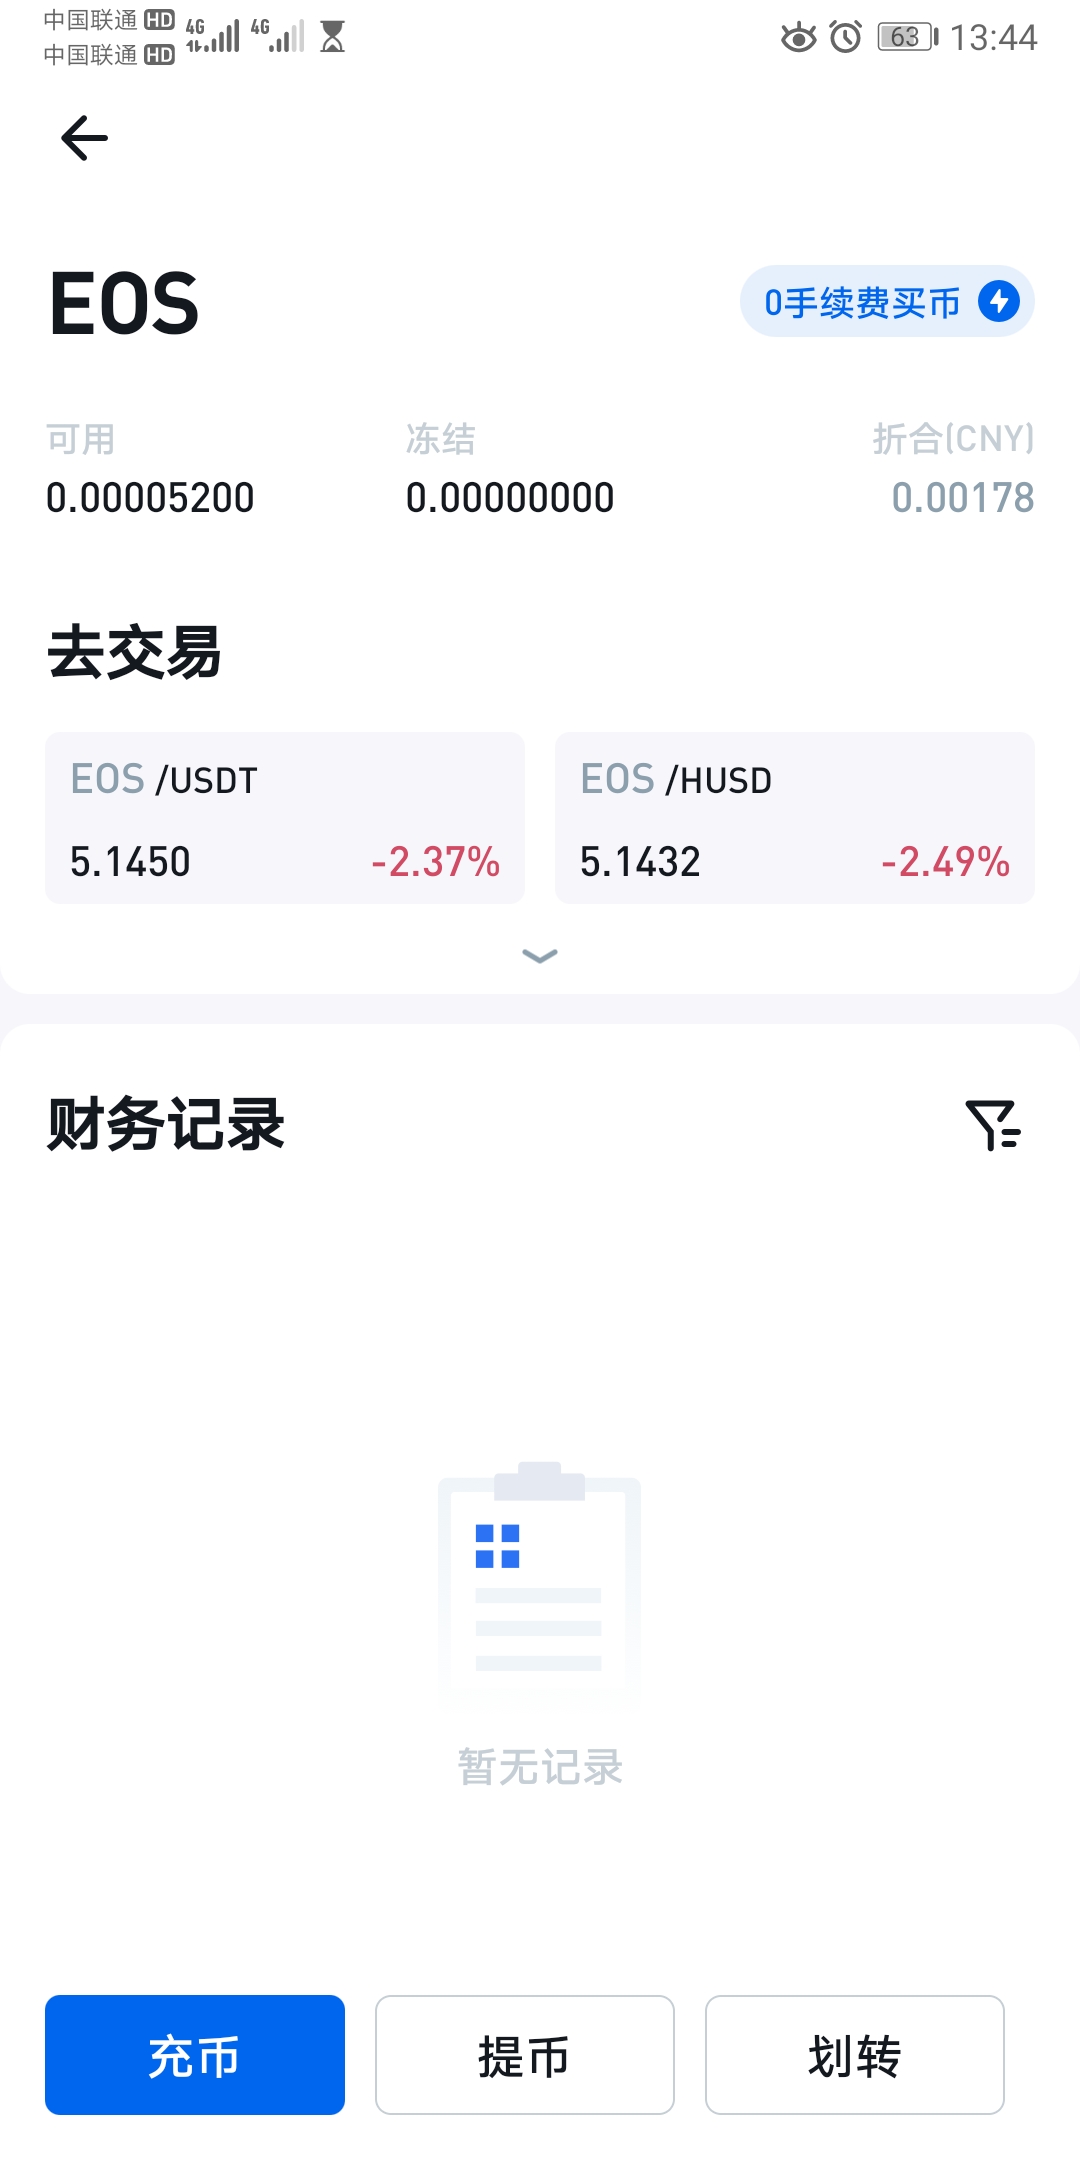 中国联通 HD 4G 4G 63 13:44
中国联通 HD
EOS 0手续费买币
可用 冻结 折合(CNY)
0.00005200 0.00000000 0.00178
去交易
EOS /USDT EOS /HUSD
5.1450 -2.37% 5.1432 -2.49%
财务记录
暂无记录
充币 提币 划转